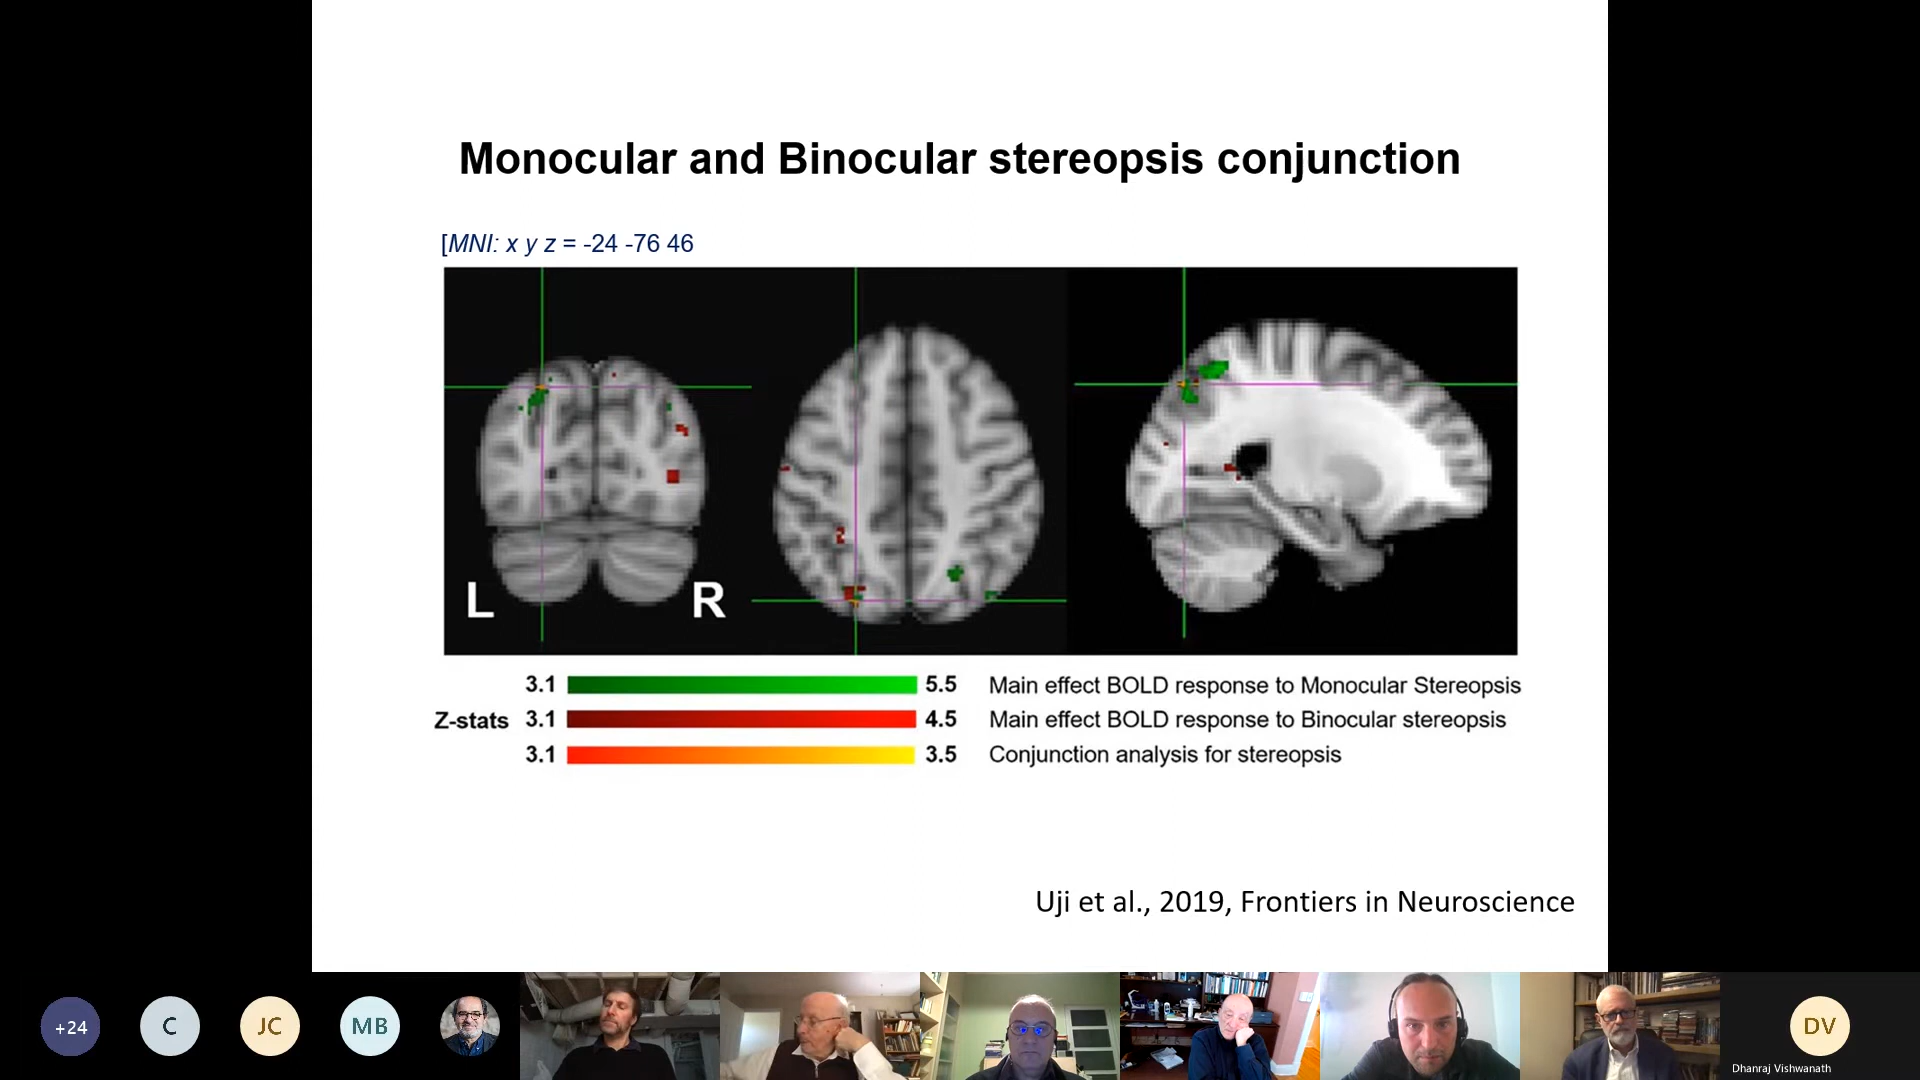 Monocular and Binocular stereopsis conjunction
[MNI: x y z = -24 -76 46
L
R
3.1 5.5 Main effect BOLD response to Monocular Stereopsis
Z-stats 3.1 4.5 Main effect BOLD response to Binocular stereopsis
3.1 3.5 Conjunction analysis for stereopsis
Uji et al., 2019, Frontiers in Neuroscience
+24
C
JC
MB
DV
Dhanraj Vishwanath